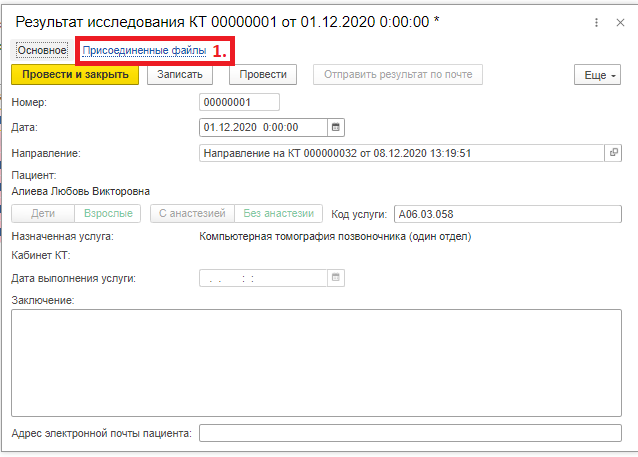 Результат исследования КТ 00000001 от 01.12.2020 0:00:00 *
Основное Присоединенные файлы 1.
Провести и закрыть Записать Провести Отправить результат по почте Еще
Номер: 00000001
Дата: 01.12.2020 0:00:00
Направление: Направление на КТ 000000032 от 08.12.2020 13:19:51
Пациент:
Алиева Любовь Викторовна
Дети Взрослые С анастезией Без анастезии Код услуги: A06.03.058
Назначенная услуга: Компьютерная томография позвоночника (один отдел)
Кабинет КТ:
Дата выполнения услуги: . . : :
Заключение:
Адрес электронной почты пациента: